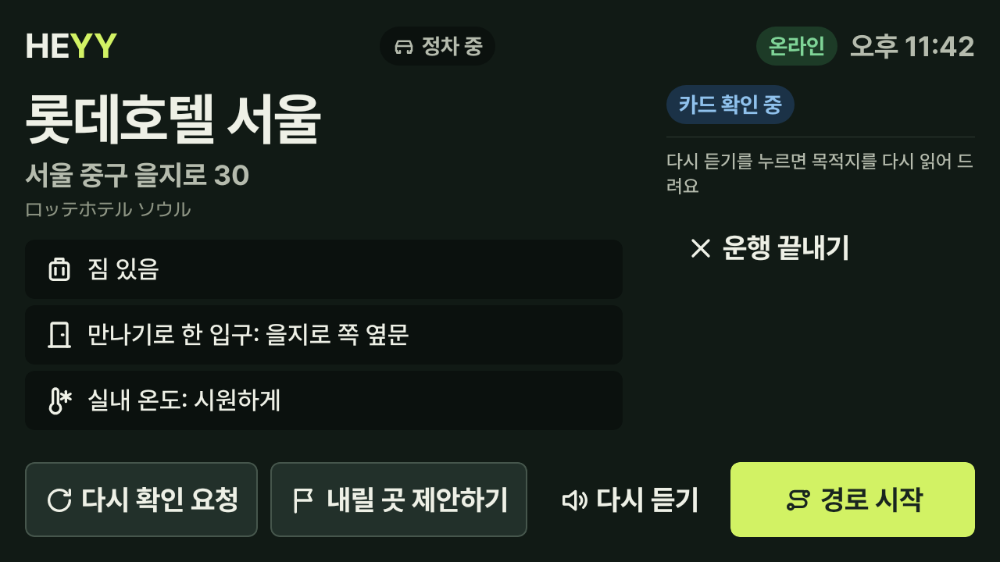 HEYY
정차 중
온라인
오후 11:42
롯데호텔 서울
서울 중구 을지로 30
ロッテホテル ソウル
짐 있음
만나기로 한 입구: 을지로 쪽 옆문
실내 온도: 시원하게
카드 확인 중
다시 듣기를 누르면 목적지를 다시 읽어 드
려요
운행 끝내기
다시 확인 요청
내릴 곳 제안하기
다시 듣기
경로 시작